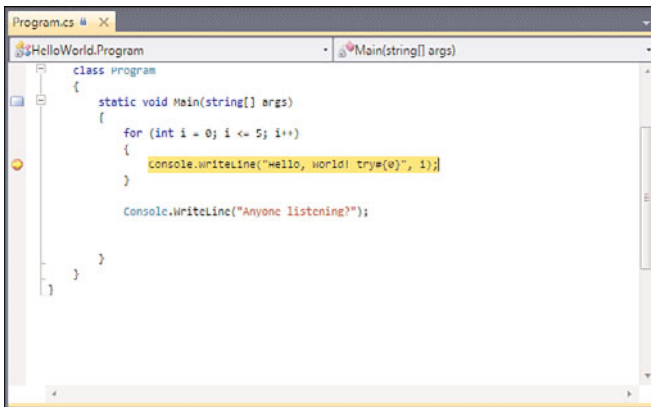 Program.cs
HelloWorld.Program
Main(string[] args)
class Program
{
static void Main(string[] args)
{
for (int i = 0; i <= 5; i++)
{
Console.WriteLine("Hello, World! try#{0}", i);
}
Console.WriteLine("Anyone listening?");
}
}
}